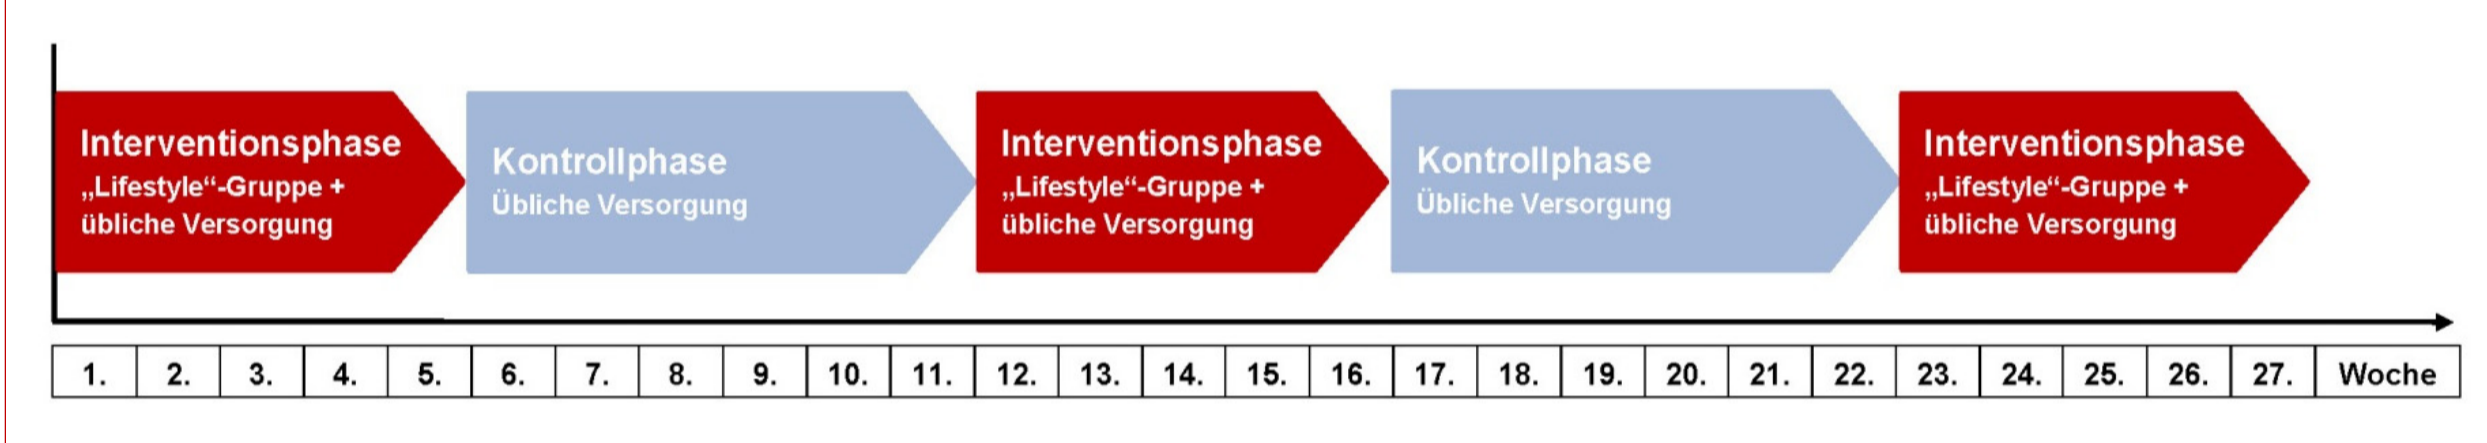 Interventionsphase
„Lifestyle“-Gruppe +
übliche Versorgung
Kontrollphase
Übliche Versorgung
Interventionsphase
„Lifestyle“-Gruppe +
übliche Versorgung
Kontrollphase
Übliche Versorgung
Interventionsphase
„Lifestyle“-Gruppe +
übliche Versorgung
1. 2. 3. 4. 5. 6. 7. 8. 9. 10. 11. 12. 13. 14. 15. 16. 17. 18. 19. 20. 21. 22. 23. 24. 25. 26. 27. Woche